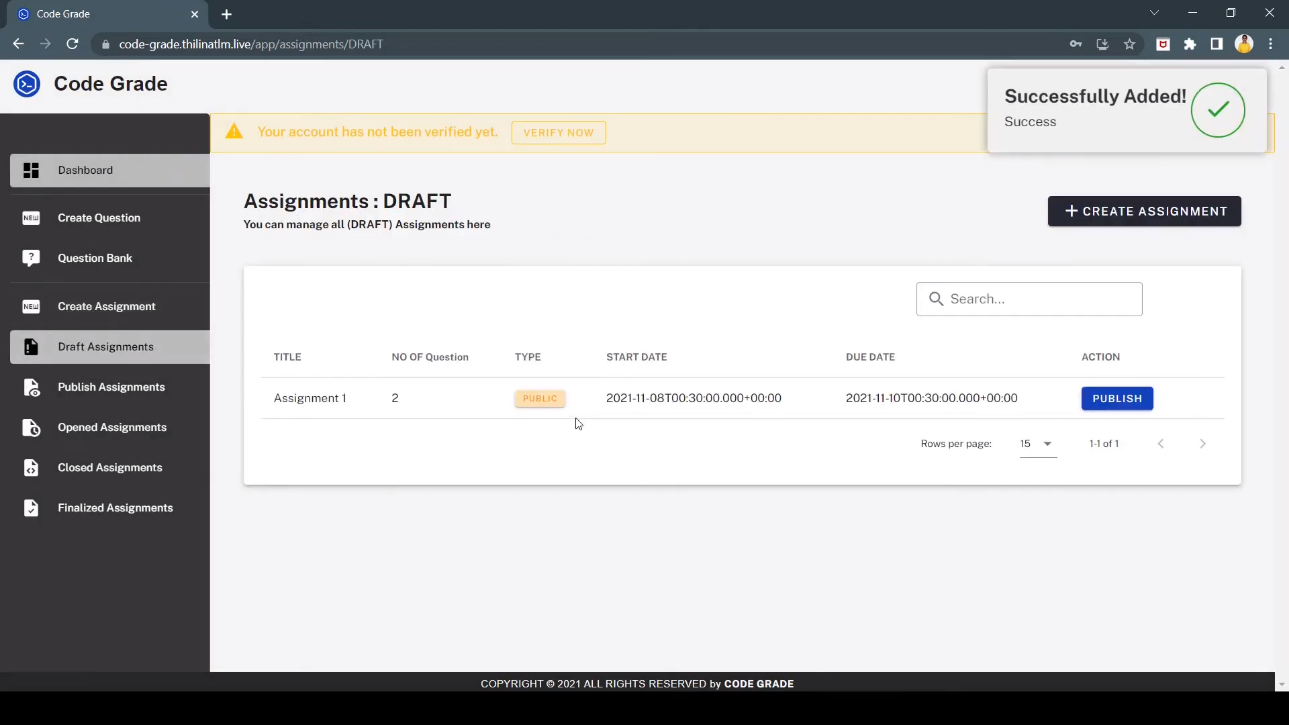 Code Grade
code-grade.thilinatlm.live/app/assignments/DRAFT
Code Grade
Successfully Added!
Success
Your account has not been verified yet. VERIFY NOW
Dashboard
Create Question
Question Bank
Create Assignment
Draft Assignments
Publish Assignments
Opened Assignments
Closed Assignments
Finalized Assignments
Assignments : DRAFT
You can manage all (DRAFT) Assignments here
+ CREATE ASSIGNMENT
Search...
TITLE NO OF Question TYPE START DATE DUE DATE ACTION
Assignment 1 2 PUBLIC 2021-11-08T00:30:00.000+00:00 2021-11-10T00:30:00.000+00:00 PUBLISH
Rows per page: 15 1-1 of 1
COPYRIGHT © 2021 ALL RIGHTS RESERVED by CODE GRADE